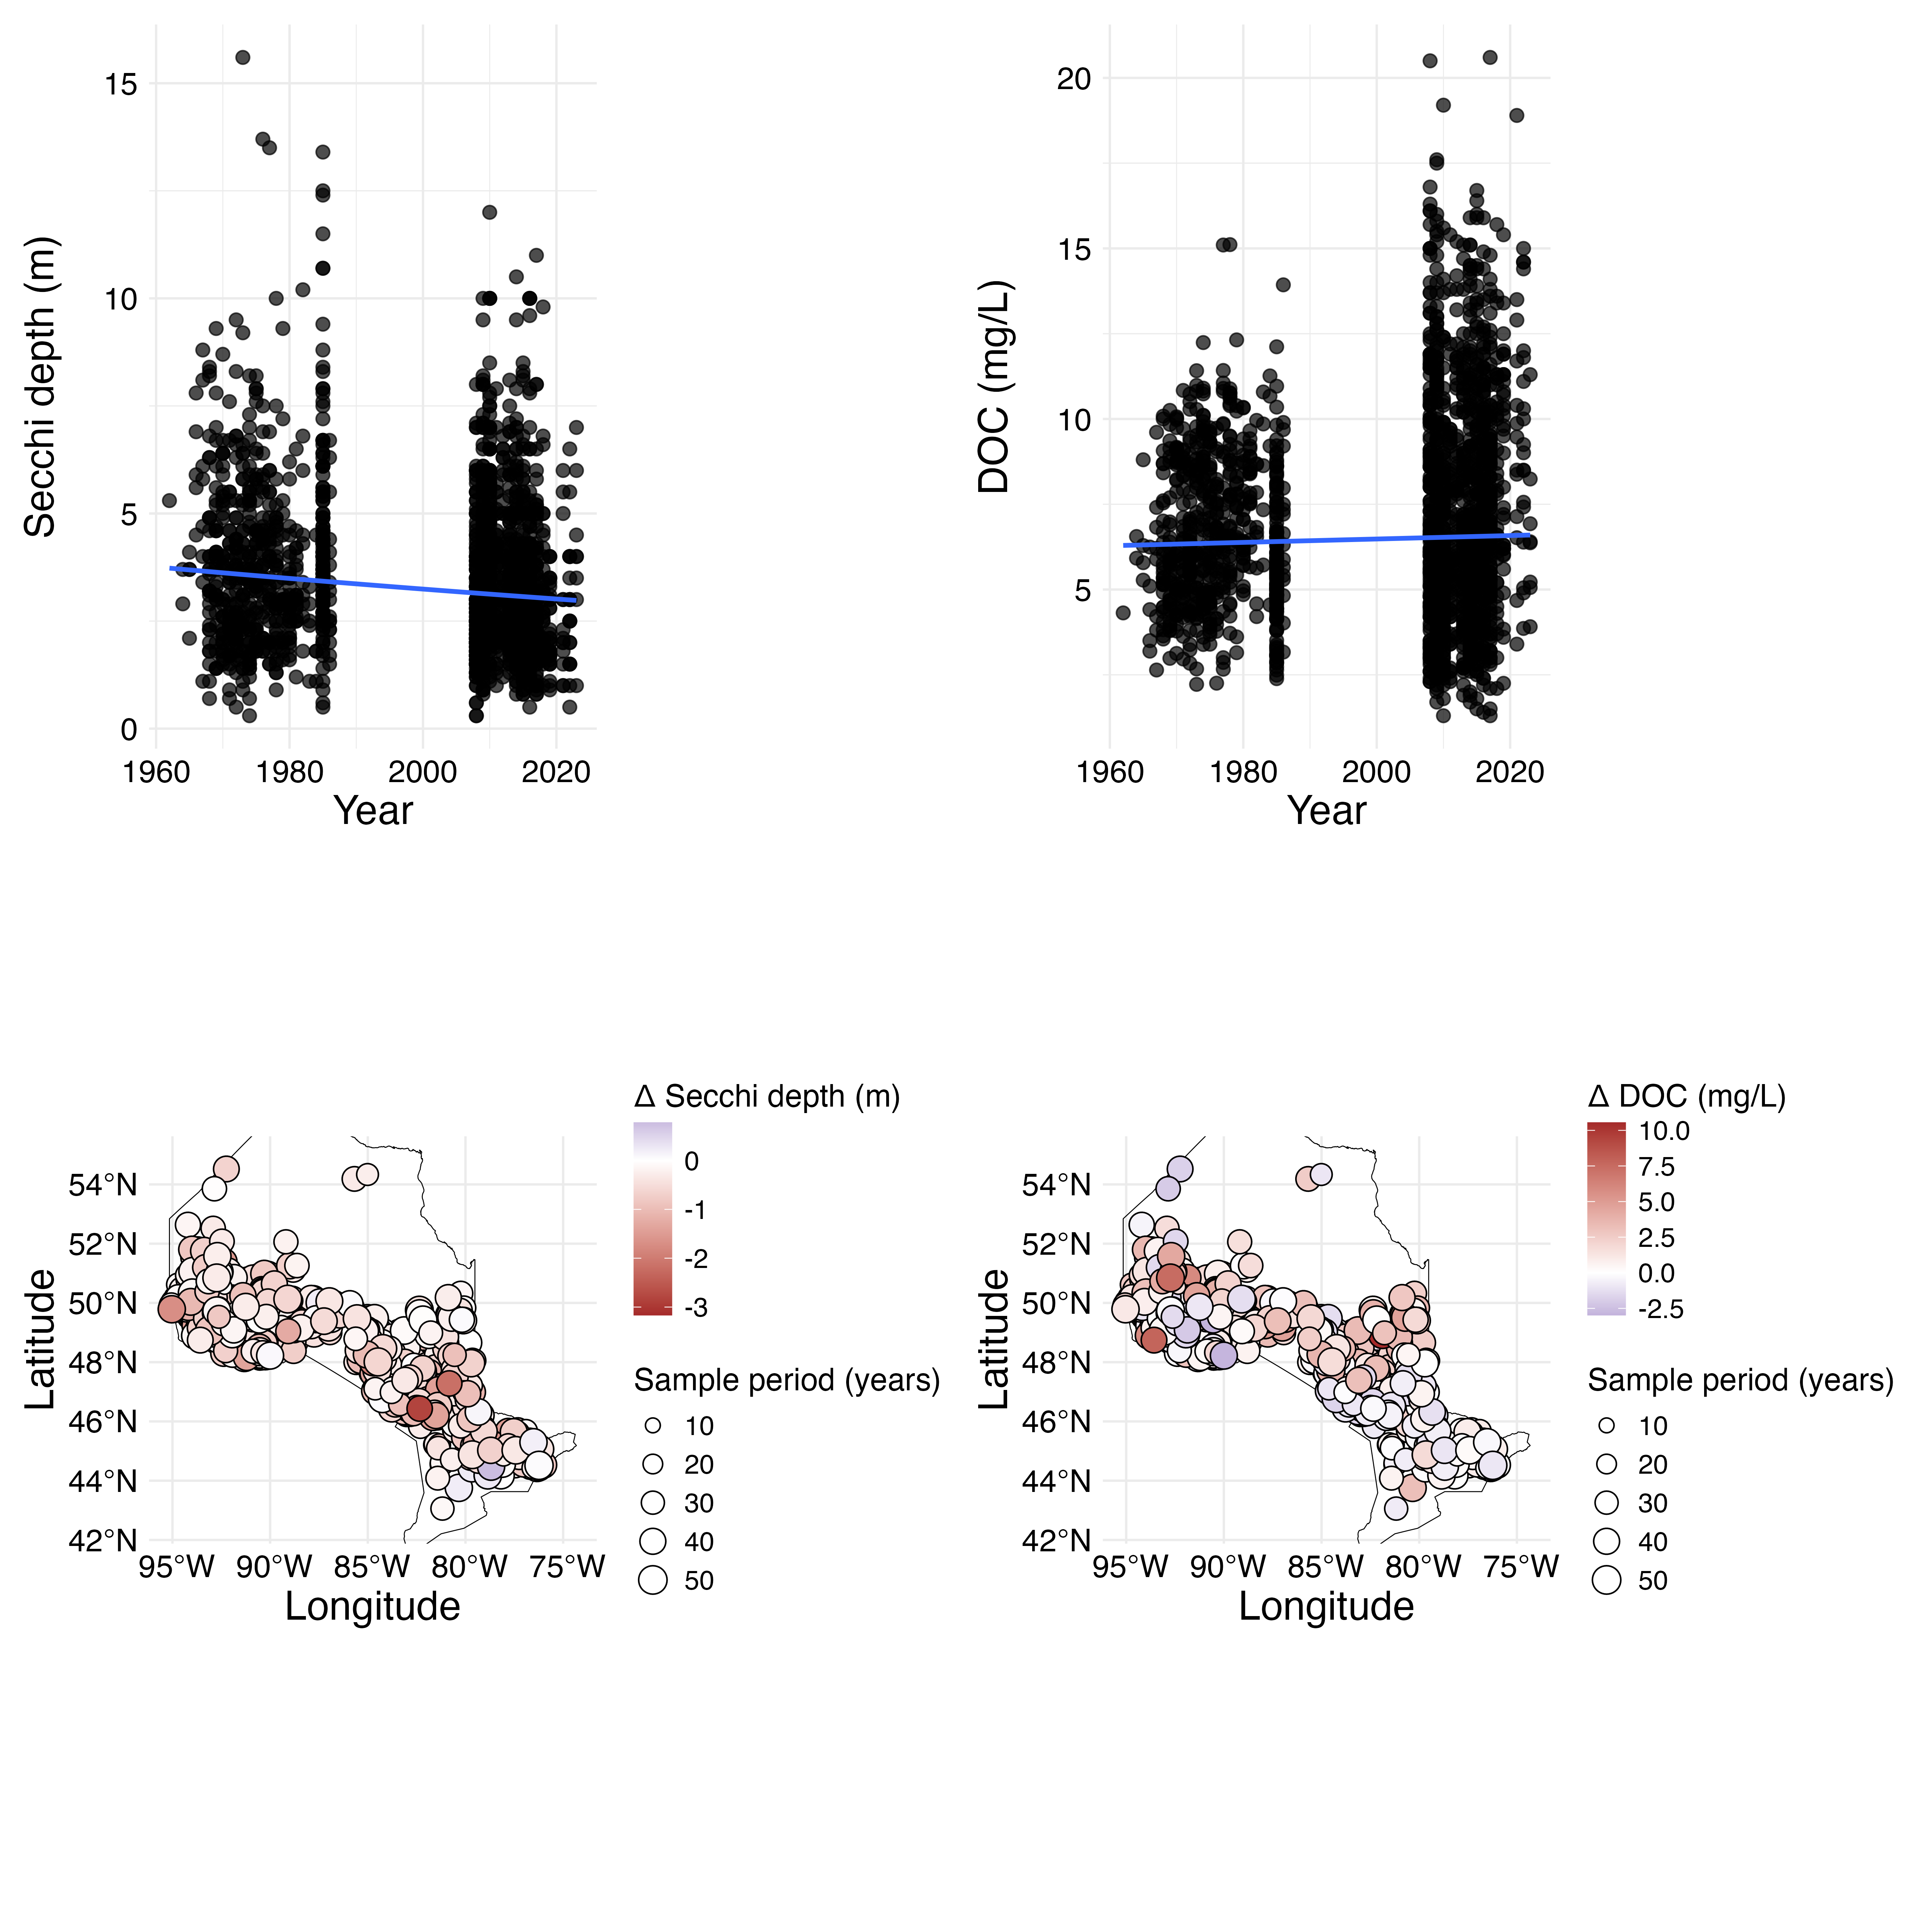 15
10
5
0
Secchi depth (m)
1960 1980 2000 2020
Year
20
15
10
5
DOC (mg/L)
1960 1980 2000 2020
Year
54°N
52°N
50°N
48°N
46°N
44°N
42°N
Latitude
95°W 90°W 85°W 80°W 75°W
Longitude
Δ Secchi depth (m)
0
-1
-2
-3
Sample period (years)
10
20
30
40
50
54°N
52°N
50°N
48°N
46°N
44°N
42°N
Latitude
95°W 90°W 85°W 80°W 75°W
Longitude
Δ DOC (mg/L)
10.0
7.5
5.0
2.5
0.0
-2.5
Sample period (years)
10
20
30
40
50